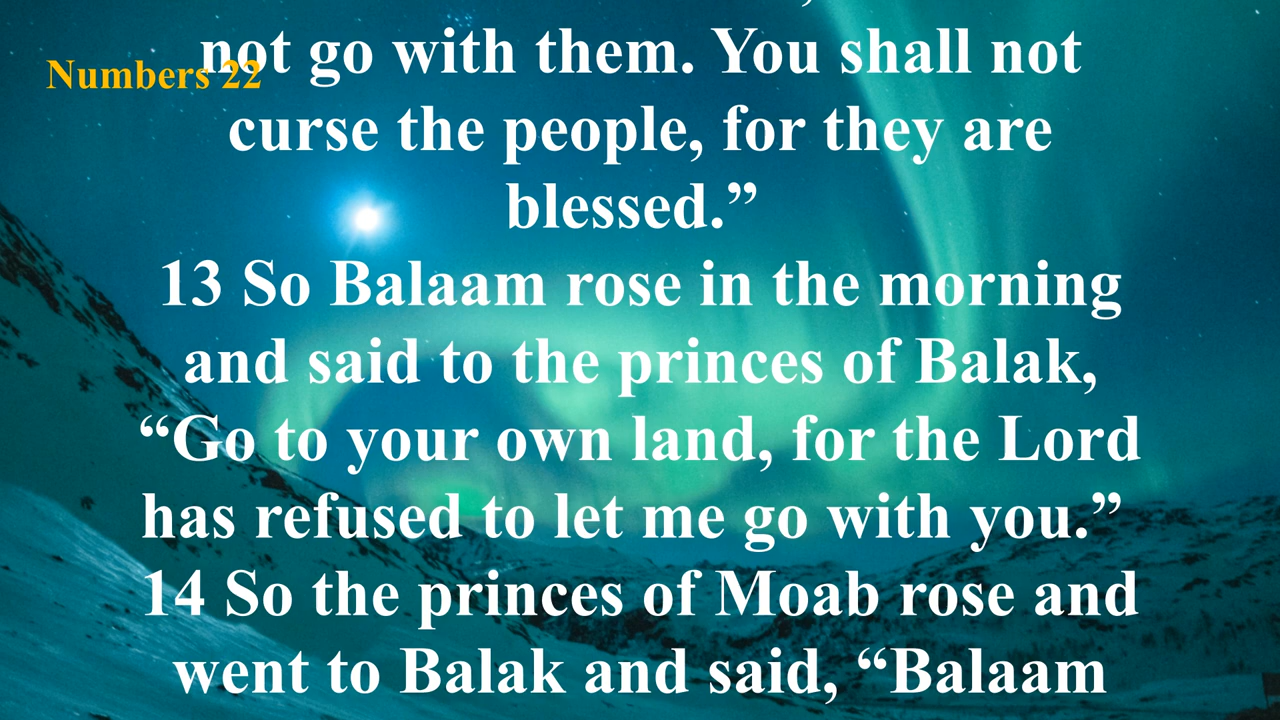 Numbers 22
not go with them. You shall not
curse the people, for they are
blessed.”
13 So Balaam rose in the morning
and said to the princes of Balak,
“Go to your own land, for the Lord
has refused to let me go with you.”
14 So the princes of Moab rose and
went to Balak and said, “Balaam